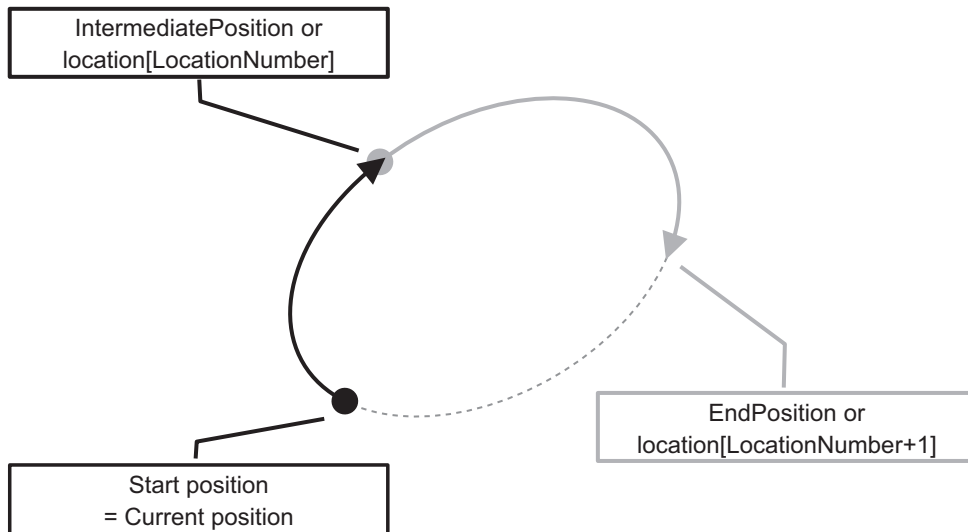 IntermediatePosition or
location[LocationNumber]
EndPosition or
location[LocationNumber+1]
Start position
= Current position